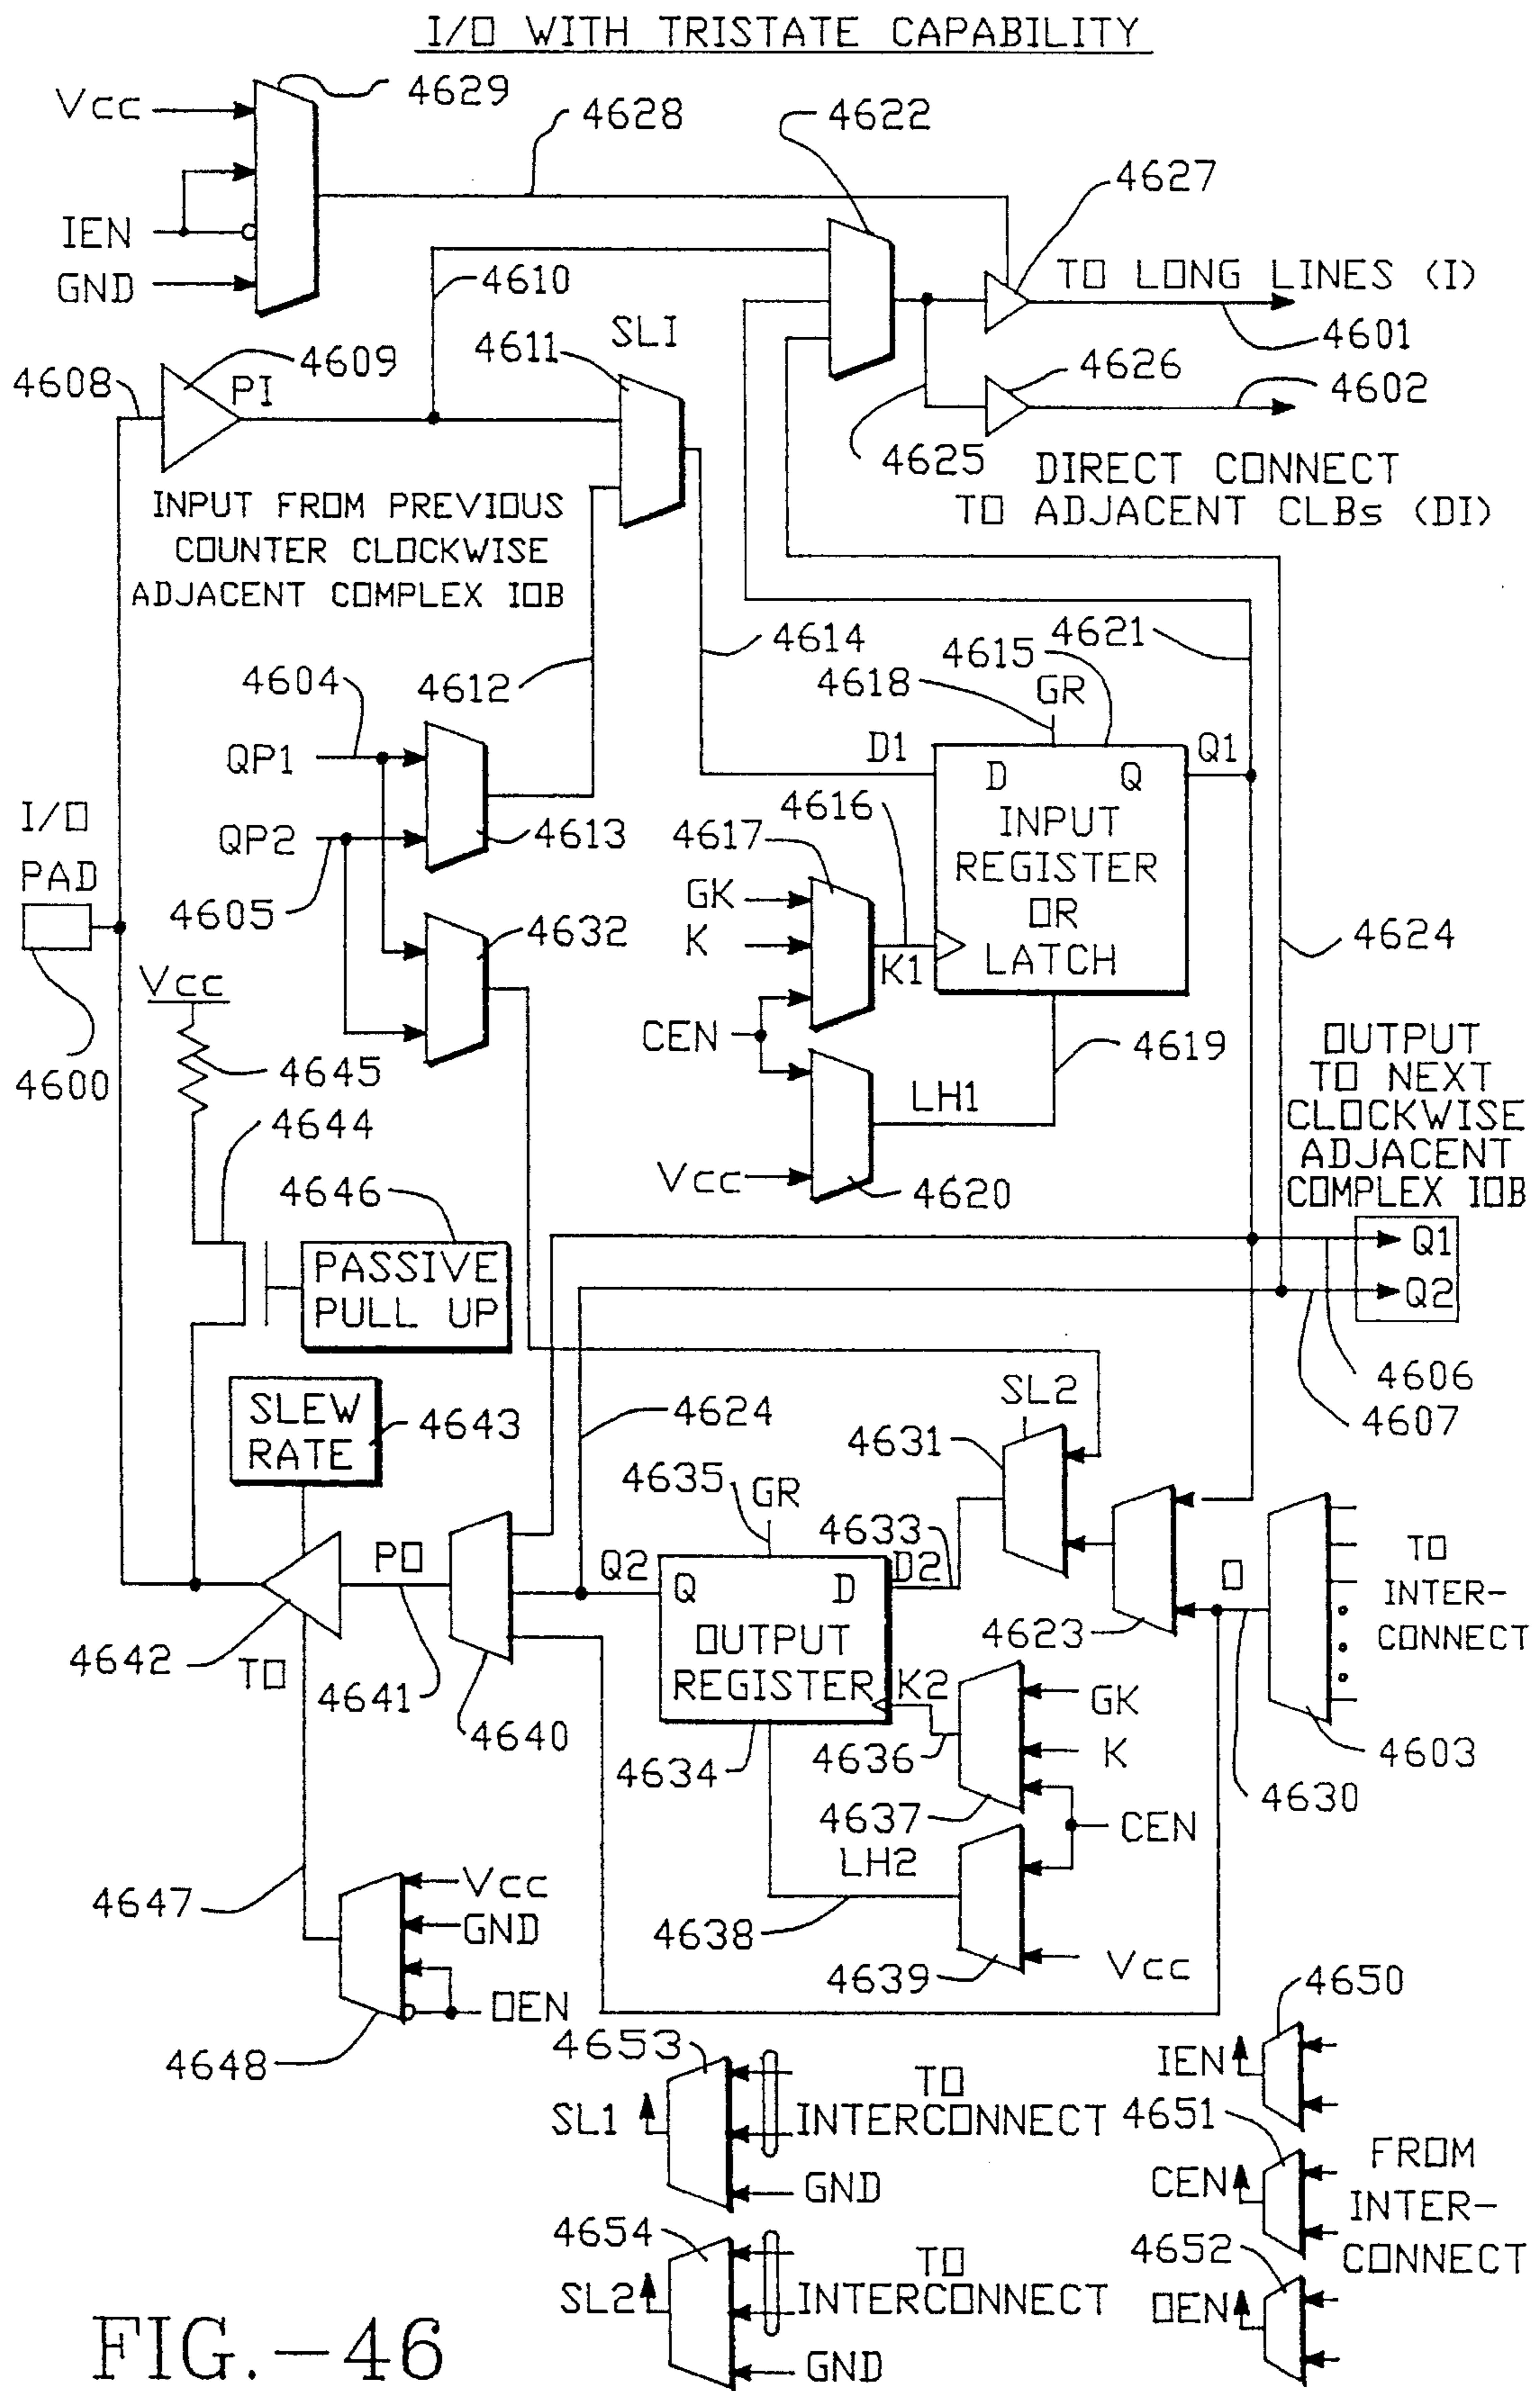 I/O WITH TRISTATE CAPABILITY
4629
Vcc
4628
4622
4627
IEN
GND
4610
TO LONG LINES (I)
4601
SLI
4611
4609
PI
4608
4626
4602
4625
DIRECT CONNECT
TO ADJACENT CLBs (DI)
INPUT FROM PREVIOUS
COUNTER CLOCKWISE
ADJACENT COMPLEX IOB
4614
4621
4615
4618
GR
4604
4612
QP1
D1
D
Q
Q1
INPUT
REGISTER
OR
LATCH
4616
4617
QP2
4613
4605
4632
I/O
PAD
4600
GK
K
K1
CEN
4619
4624
Vcc
4645
4644
LH1
Vcc
4620
OUTPUT
TO NEXT
CLOCKWISE
ADJACENT
COMPLEX IOB
4646
PASSIVE
PULL UP
Q1
Q2
4606
4607
SLEW
RATE
4643
4624
SL2
4631
4635
GR
4633
PO
Q2
Q
D
D2
OUTPUT
REGISTER
4623
O
TO
INTER-
CONNECT
4642
TO
4641
4640
4634
K2
GK
K
4636
4637
CEN
4603
4630
LH2
4638
4639
Vcc
4647
Vcc
GND
OEN
4648
4653
SL1
TO
INTERCONNECT
GND
4650
IEN
4651
CEN
FROM
INTER-
CONNECT
4654
SL2
TO
INTERCONNECT
GND
4652
OEN
FIG.-46